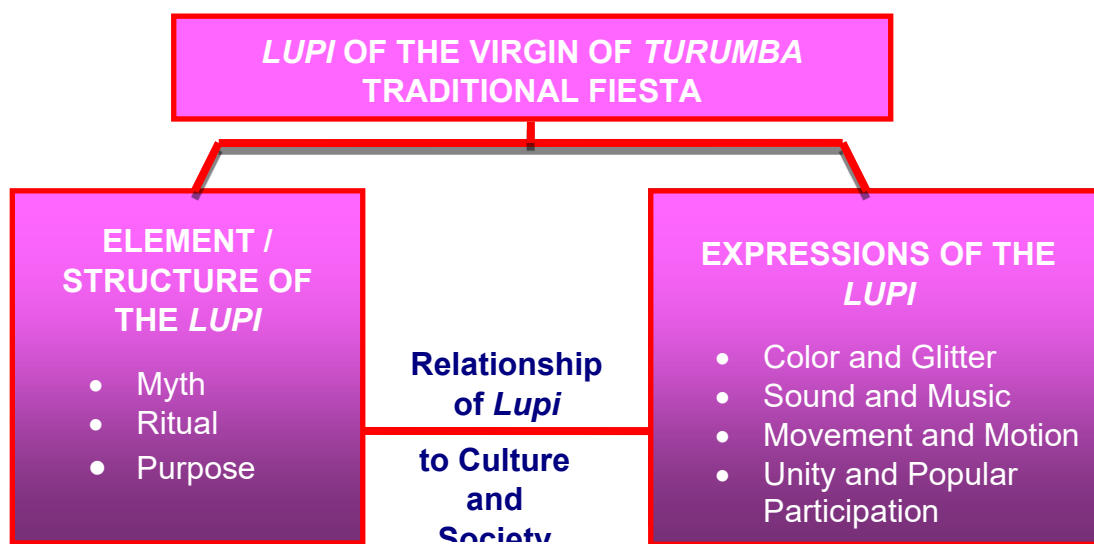 LUPI OF THE VIRGIN OF TURUMBA
TRADITIONAL FIESTA
ELEMENT /
STRUCTURE OF
THE LUPI
• Myth
• Ritual
• Purpose
Relationship
of Lupi
to Culture
and
Society
EXPRESSIONS OF THE
LUPI
• Color and Glitter
• Sound and Music
• Movement and Motion
• Unity and Popular
Participation